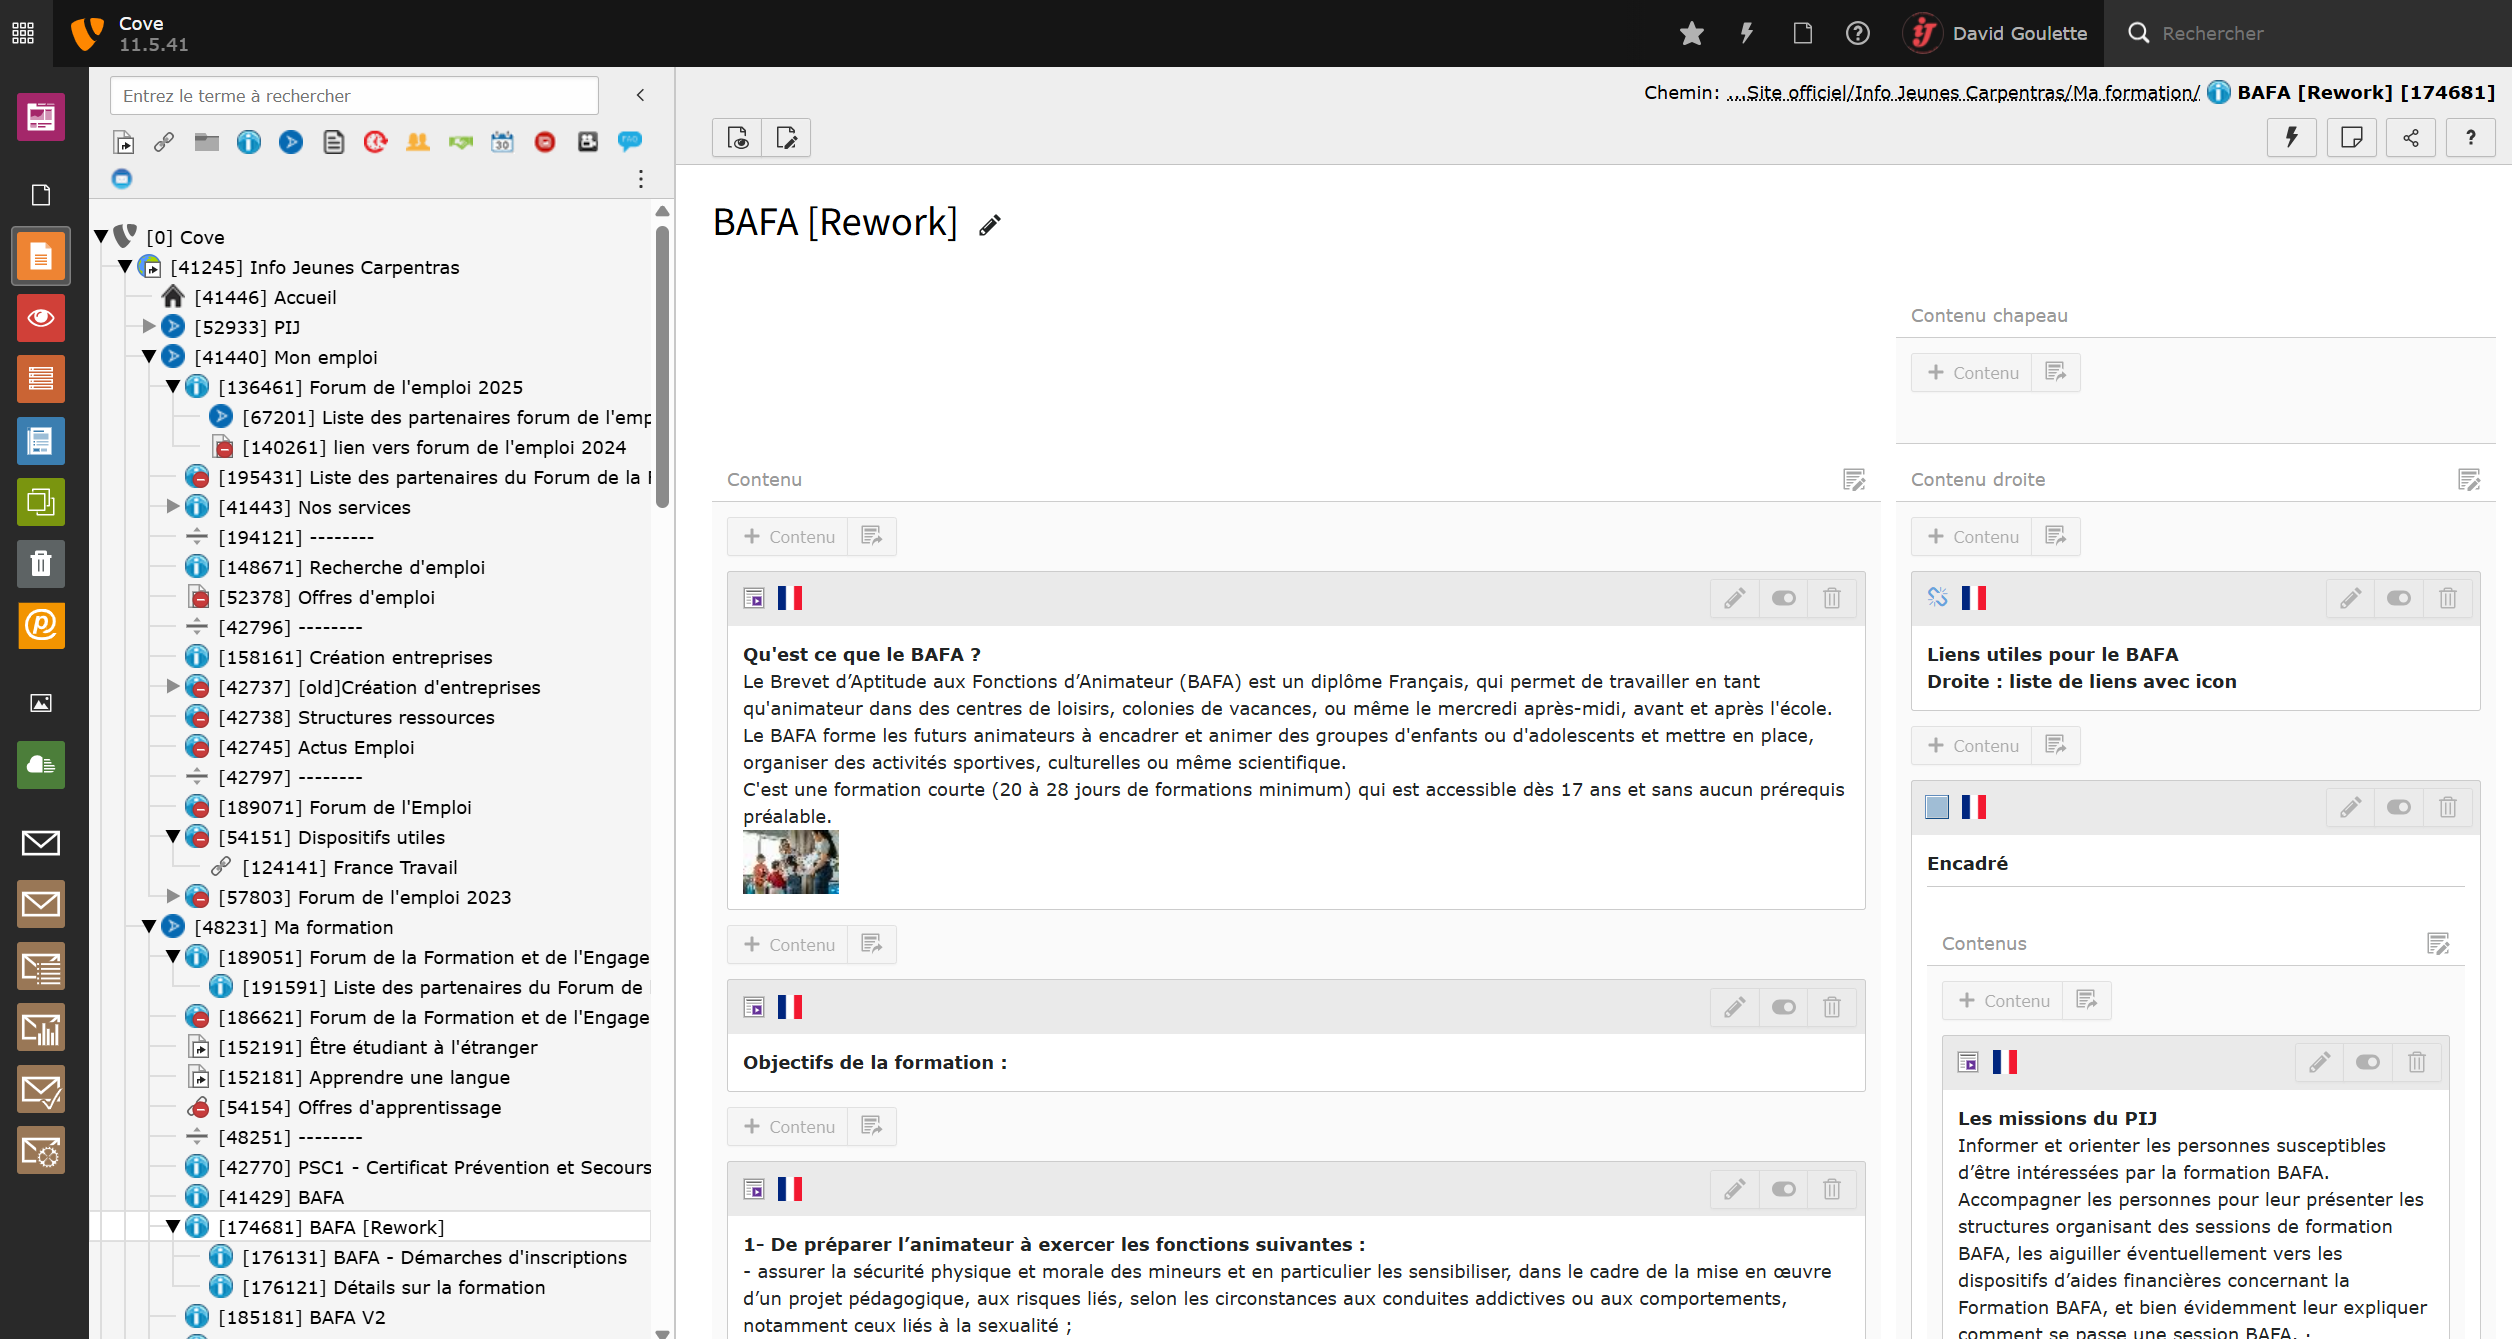 Cove
11.5.41
David Goulette
Rechercher
Entrez le terme à rechercher
Chemin: ...Site officiel/Info Jeunes Carpentras/Ma formation/ BAFA [Rework] [174681]
[0] Cove
[41245] Info Jeunes Carpentras
[41446] Accueil
[52933] PIJ
[41440] Mon emploi
[136461] Forum de l'emploi 2025
[67201] Liste des partenaires forum de l'emp
[140261] lien vers forum de l'emploi 2024
[195431] Liste des partenaires du Forum de la
[41443] Nos services
[194121] --------
[148671] Recherche d'emploi
[52378] Offres d'emploi
[42796] --------
[158161] Création entreprises
[42737] [old]Création d'entreprises
[42738] Structures ressources
[42745] Actus Emploi
[42797] --------
[189071] Forum de l'Emploi
[54151] Dispositifs utiles
[124141] France Travail
[57803] Forum de l'emploi 2023
[48231] Ma formation
[189051] Forum de la Formation et de l'Engage
[191591] Liste des partenaires du Forum de
[186621] Forum de la Formation et de l'Engage
[152191] Être étudiant à l'étranger
[152181] Apprendre une langue
[54154] Offres d'apprentissage
[48251] --------
[42770] PSC1 - Certificat Prévention et Secours
[41429] BAFA
[174681] BAFA [Rework]
[176131] BAFA - Démarches d'inscriptions
[176121] Détails sur la formation
[185181] BAFA V2
BAFA [Rework]
Contenu chapeau
+ Contenu
Contenu
+ Contenu
Qu'est ce que le BAFA ?
Le Brevet d’Aptitude aux Fonctions d’Animateur (BAFA) est un diplôme Français, qui permet de travailler en tant
qu'animateur dans des centres de loisirs, colonies de vacances, ou même le mercredi après-midi, avant et après l'école.
Le BAFA forme les futurs animateurs à encadrer et animer des groupes d'enfants ou d'adolescents et mettre en place,
organiser des activités sportives, culturelles ou même scientifique.
C'est une formation courte (20 à 28 jours de formations minimum) qui est accessible dès 17 ans et sans aucun prérequis
préalable.
+ Contenu
Objectifs de la formation :
+ Contenu
1- De préparer l’animateur à exercer les fonctions suivantes :
- assurer la sécurité physique et morale des mineurs et en particulier les sensibiliser, dans le cadre de la mise en œuvre
d’un projet pédagogique, aux risques liés, selon les circonstances aux conduites addictives ou aux comportements,
notamment ceux liés à la sexualité ;
Contenu droite
+ Contenu
Liens utiles pour le BAFA
Droite : liste de liens avec icon
+ Contenu
Encadré
Contenus
+ Contenu
Les missions du PIJ
Informer et orienter les personnes susceptibles
d’être intéressées par la formation BAFA.
Accompagner les personnes pour leur présenter les
structures organisant des sessions de formation
BAFA, les aiguiller éventuellement vers les
dispositifs d’aides financières concernant la
Formation BAFA, et bien évidemment leur expliquer
comment se passe une session BAFA. :